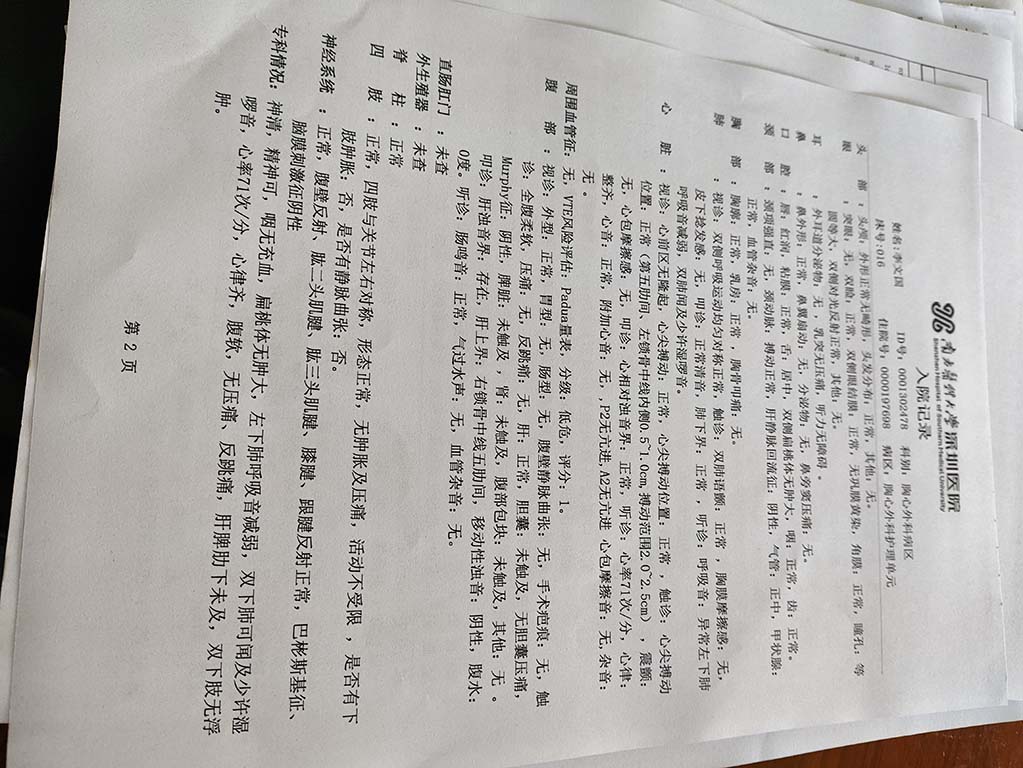 南方医科大学深圳医院
Shenzhen Hospital of Southern Medical University
入院记录
姓名:李文国 ID号: 0001302478 科别: 胸心外科病区
床号:016 住院号: 0000197698 病区: 胸心外科护理单元
头 部: 头颅: 外形正常无畸形, 头发分布: 正常, 其他: 无。
眼 : 突眼: 无, 双睑: 正常, 双侧眼结膜: 正常, 无巩膜黄染, 角膜: 正常, 瞳孔: 等
圆等大, 双侧对光反射正常, 其他: 无。
耳 : 外耳道分泌物: 无, 乳突无压痛, 听力无障碍。
鼻 : 鼻外形: 正常, 鼻翼扇动: 无, 分泌物: 无, 鼻旁窦压痛: 无。
口 腔: 唇: 红润, 粘膜: 正常, 舌: 居中, 双侧扁桃体无肿大, 咽: 正常, 齿: 正常。
颈 部: 颈项强直: 无, 颈动脉, 搏动正常, 肝静脉回流征: 阴性, 气管: 正中, 甲状腺:
正常, 血管杂音: 无。
胸 部: 胸廓: 正常, 乳房: 正常, 胸骨叩痛: 无。
肺 : 视诊, 双侧呼吸运动均匀对称正常, 触诊: 双肺语颤: 正常, 胸膜摩擦感: 无,
皮下捻发感: 无, 叩诊: 正常清音, 肺下界: 正常, 听诊: 呼吸音: 异常左下肺
呼吸音减弱, 双肺闻及少许湿啰音。
心 脏: 视诊: 心前区无隆起, 心尖搏动: 正常, 心尖搏动位置: 正常, 触诊: 心尖搏动
位置: 正常 (第五肋间, 左锁骨中线内侧0.5~1.0cm, 搏动范围2.0~2.5cm), 震颤:
无, 心包摩擦感: 无, 叩诊: 心相对浊音界: 正常, 听诊: 心率71次/分, 心律:
整齐, 心音: 正常, 附加心音: 无, ,P2无亢进, A2无亢进 心包摩擦音: 无, 杂音:
无。
周围血管征: 无, VTE风险评估: Padua量表, 分级: 低危, 评分: 1。
腹 部: 视诊, 外型: 正常, 胃型: 无, 肠型: 无, 腹壁静脉曲张: 无, 手术疤痕: 无, 触
诊: 全腹柔软, 压痛: 无, 反跳痛: 无, 肝: 正常, 胆囊: 未触及, 无胆囊压痛,
Murphy征: 阴性, 脾脏: 未触及, 肾: 未触及, 腹部包块: 未触及, 其他: 无。
叩诊: 肝浊音界, 存在, 肝上界: 右锁骨中线五肋间, 移动性浊音: 阴性, 腹水:
0度。听诊, 肠鸣音: 正常, 气过水声: 无, 血管杂音: 无。
直肠肛门 : 未查
外生殖器 : 未查
脊 柱: 正常
四 肢: 正常, 四肢与关节左右对称, 形态正常, 无肿胀及压痛, 活动不受限, 是否有下
肢肿胀: 否, 是否有静脉曲张: 否。
神经系统 : 正常, 腹壁反射、肱二头肌腱、肱三头肌腱、膝腱、跟腱反射正常, 巴彬斯基征、
脑膜刺激征阴性
专科情况: 神清, 精神可, 咽无充血, 扁桃体无肿大, 左下肺呼吸音减弱, 双下肺可闻及少许湿
啰音, 心率71次/分, 心律齐, 腹软, 无压痛、反跳痛, 肝脾肋下未及, 双下肢无浮
肿。
第 2 页